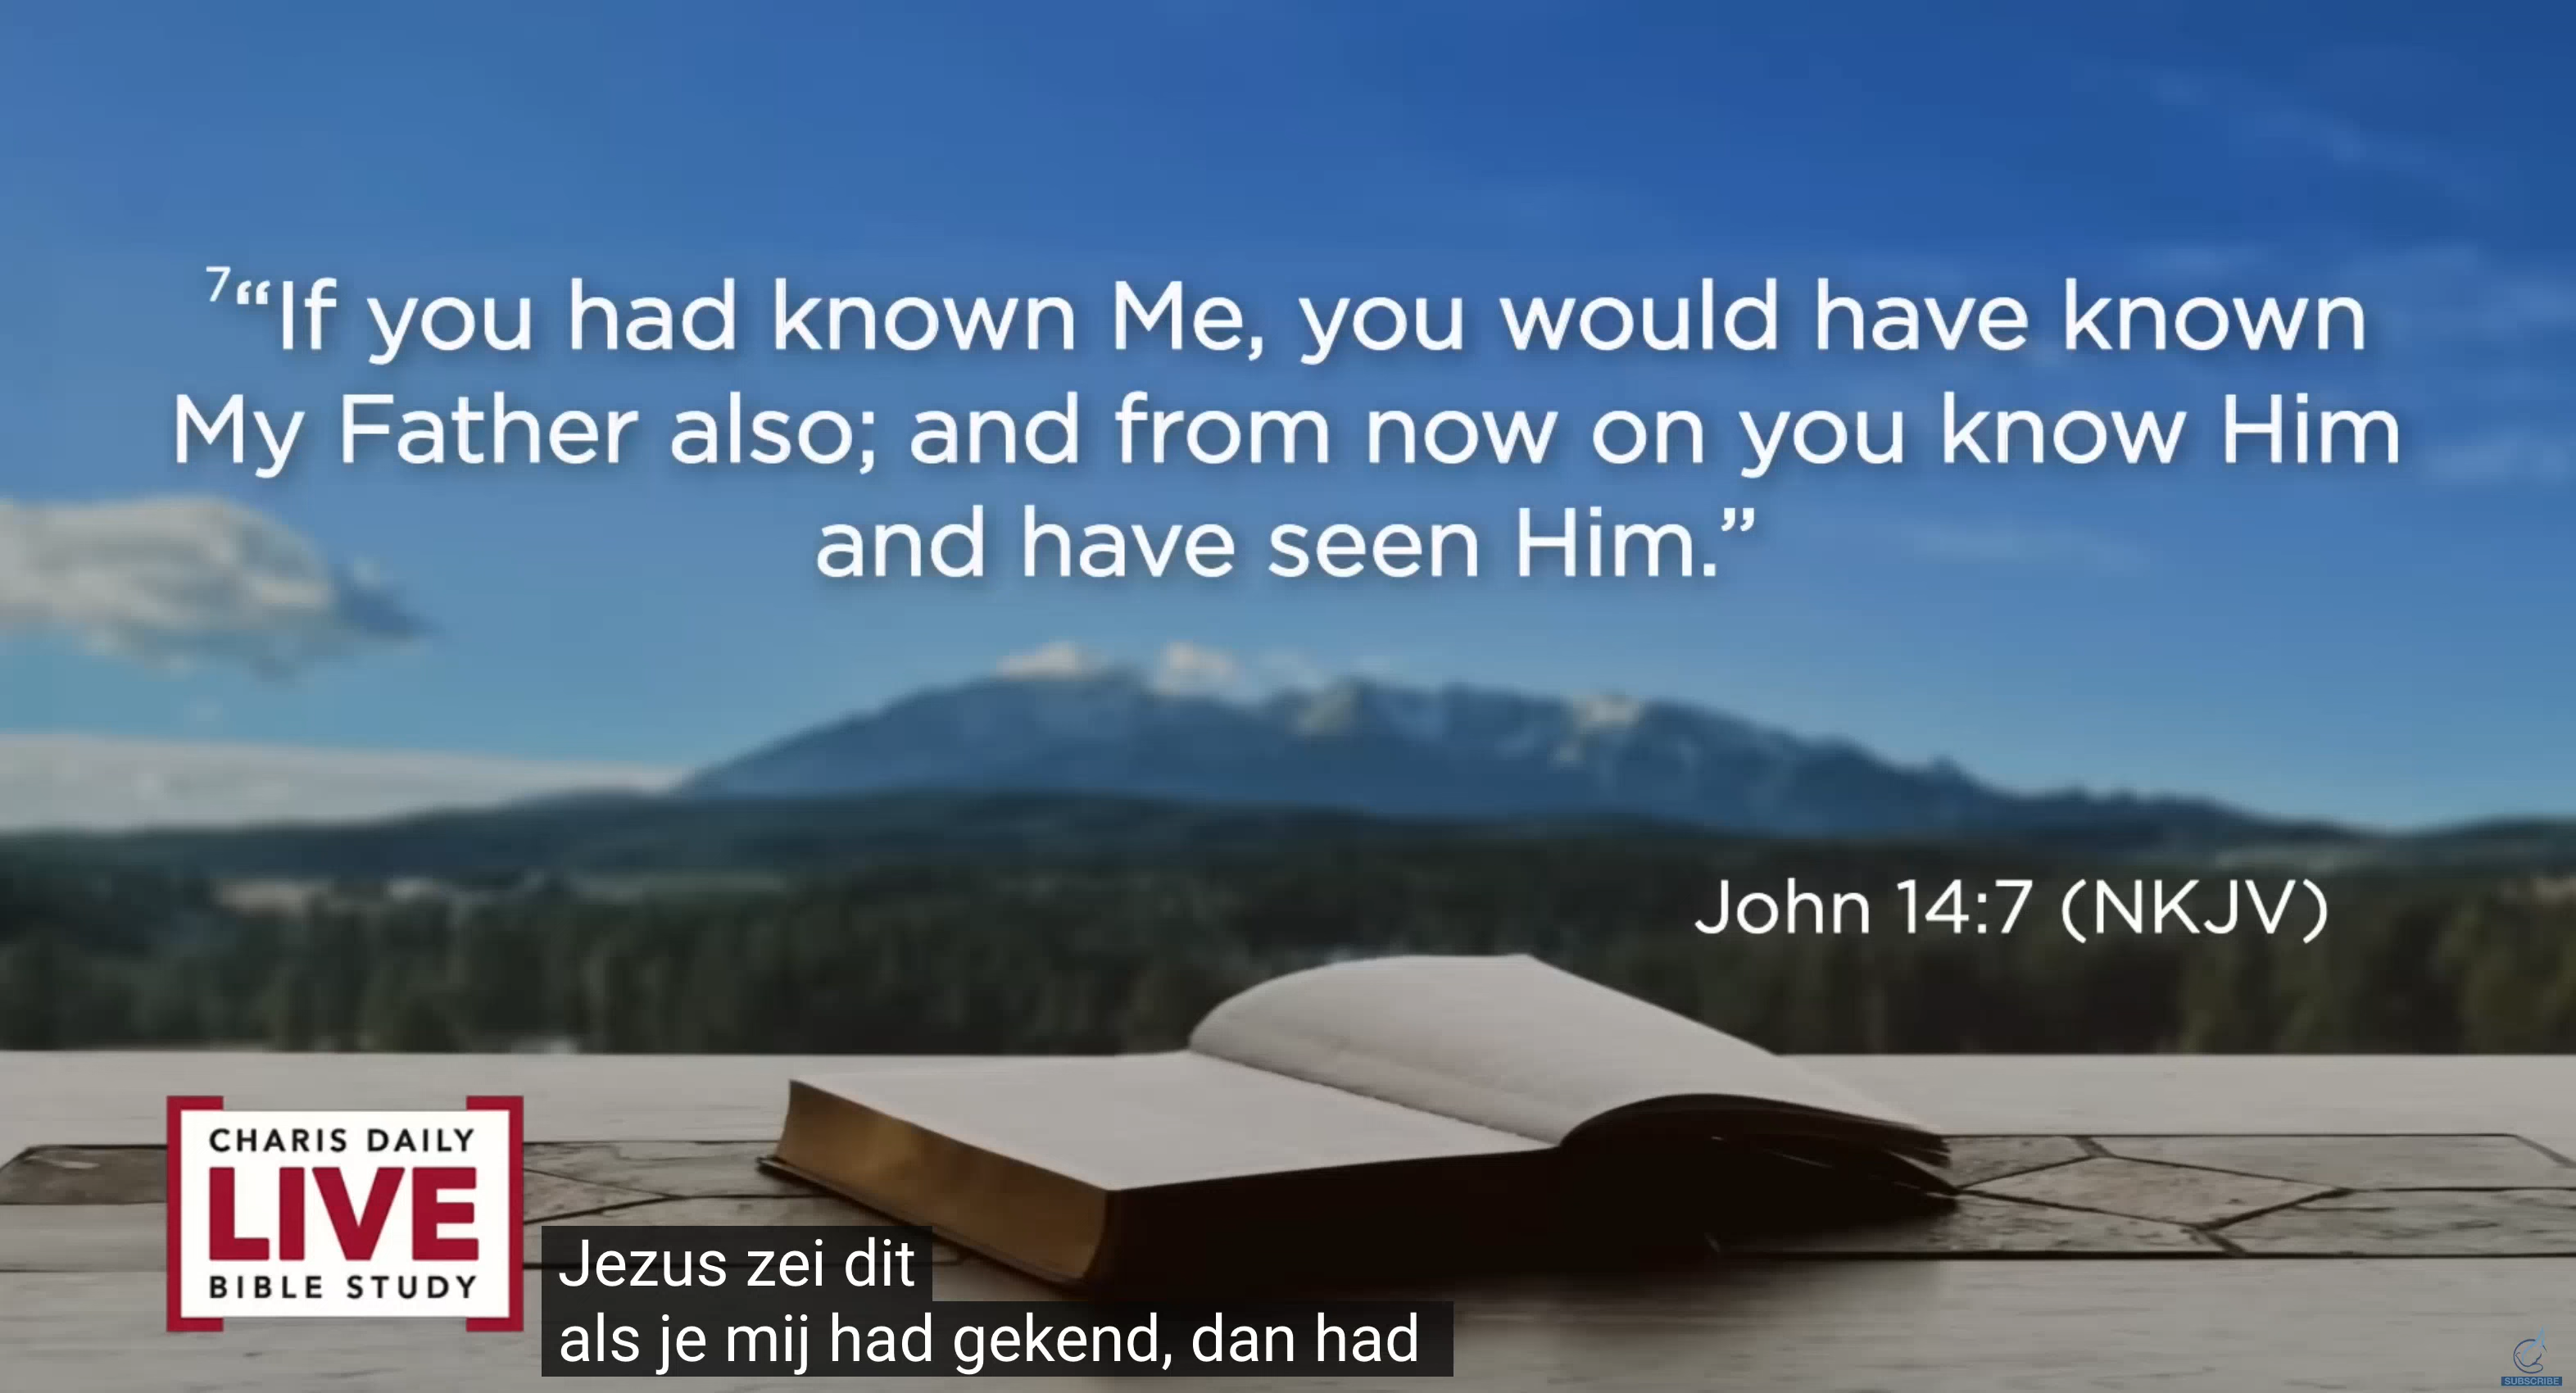 7“If you had known Me, you would have known
My Father also; and from now on you know Him
and have seen Him.”
John 14:7 (NKJV)
CHARIS DAILY
LIVE
BIBLE STUDY
Jezus zei dit
als je mij had gekend, dan had
SUBSCRIBE